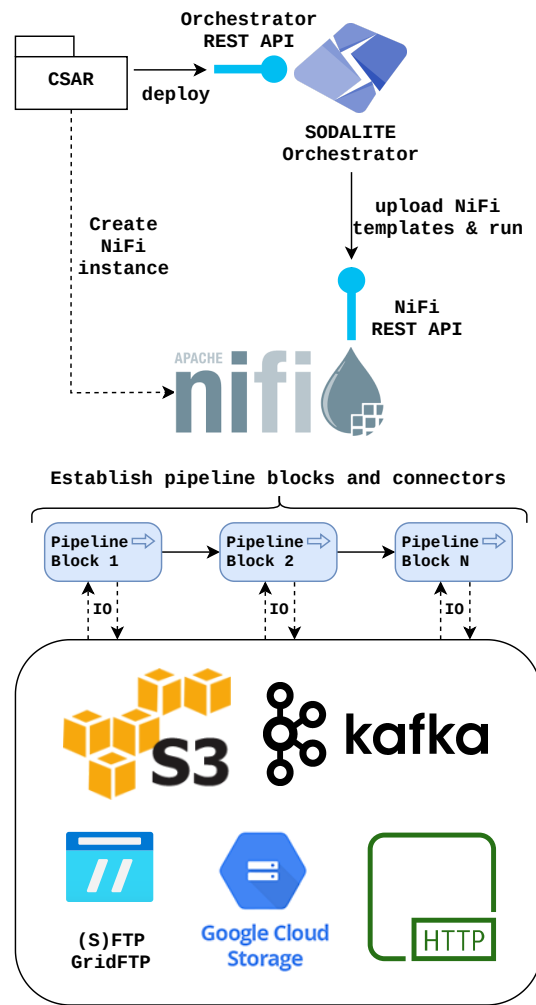 Orchestrator
REST API
CSAR
deploy
SODALITE
Orchestrator
Create
NiFi
instance
upload NiFi
templates & run
NiFi
REST API
APACHE
nifi
Establish pipeline blocks and connectors
Pipeline
Block 1
Pipeline
Block 2
Pipeline
Block N
IO
IO
IO
S3
kafka
(S)FTP
GridFTP
Google Cloud
Storage
HTTP